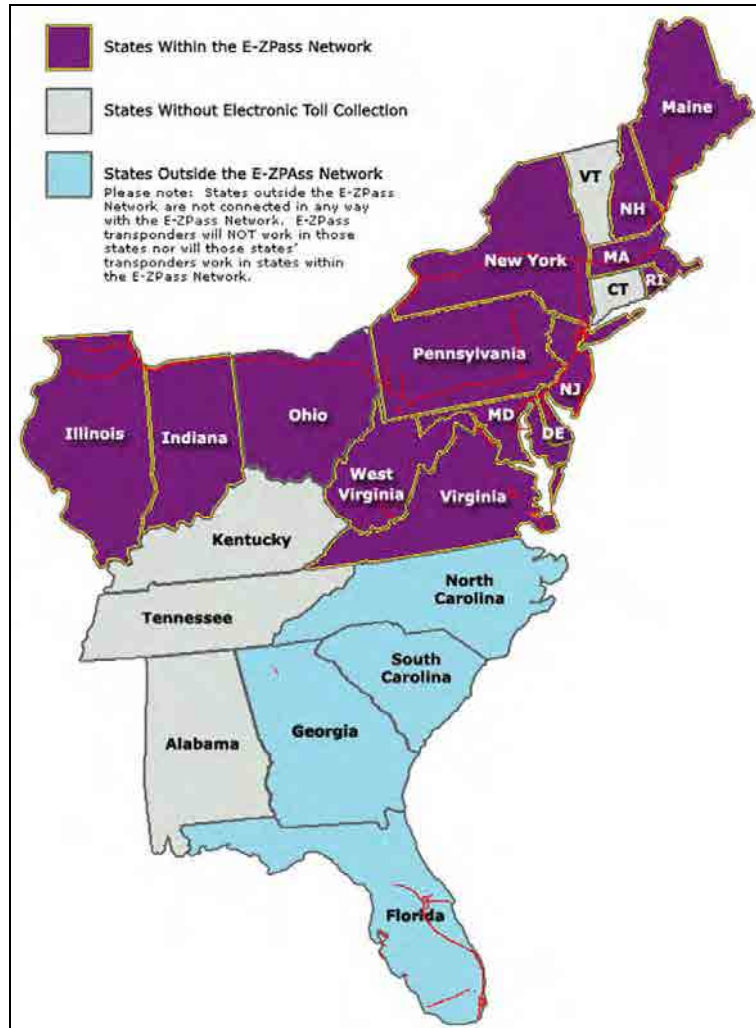 States Within the E-ZPass Network
States Without Electronic Toll Collection
States Outside the E-ZPAss Network
Please note: States outside the E-ZPass
Network are not connected in any way
with the E-ZPass Network. E-ZPass
transponders will NOT work in those
states nor will those states'
transponders work in states within
the E-ZPass Network.
Maine
VT
NH
New York
MA
CT
RI
Pennsylvania
NJ
Ohio
MD
DE
Illinois
Indiana
West
Virginia
Virginia
Kentucky
North
Carolina
Tennessee
South
Carolina
Georgia
Alabama
Florida